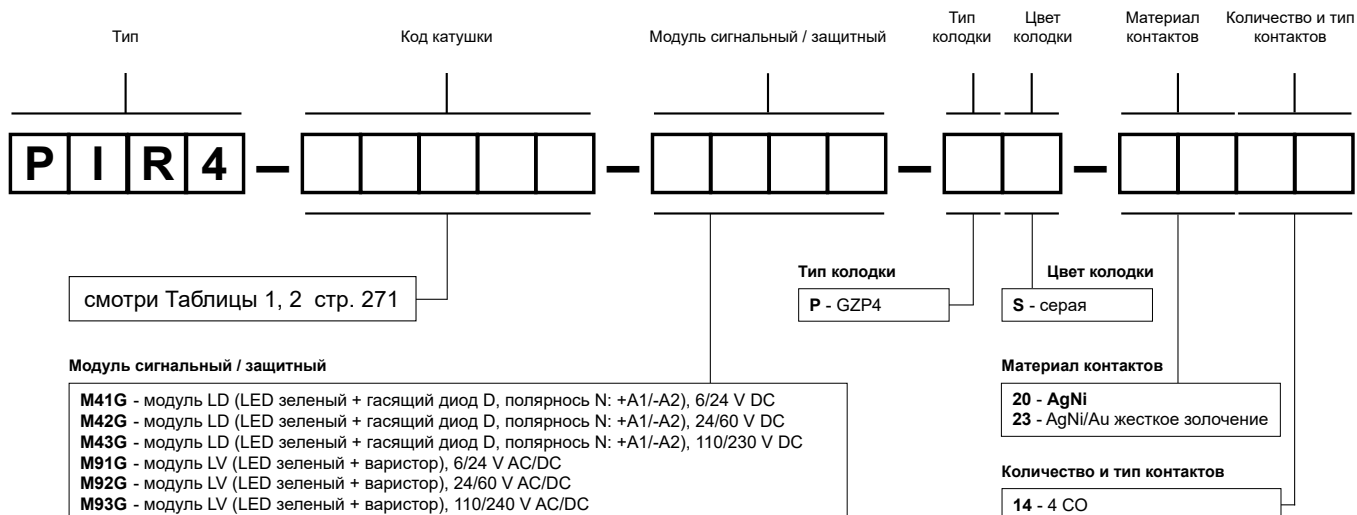 Тип
Код катушки
Модуль сигнальный / защитный
Тип
колодки
Цвет
колодки
Материал
контактов
Количество и тип
контактов
P I R 4 – – – –
смотри Таблицы 1, 2 стр. 271
Тип колодки
P - GZP4
Цвет колодки
S - серая
Модуль сигнальный / защитный
M41G - модуль LD (LED зеленый + гасящий диод D, полярнось N: +A1/-A2), 6/24 V DC
M42G - модуль LD (LED зеленый + гасящий диод D, полярнось N: +A1/-A2), 24/60 V DC
M43G - модуль LD (LED зеленый + гасящий диод D, полярнось N: +A1/-A2), 110/230 V DC
M91G - модуль LV (LED зеленый + варистор), 6/24 V AC/DC
M92G - модуль LV (LED зеленый + варистор), 24/60 V AC/DC
M93G - модуль LV (LED зеленый + варистор), 110/240 V AC/DC
Материал контактов
20 - AgNi
23 - AgNi/Au жесткое золочение
Количество и тип контактов
14 - 4 CO